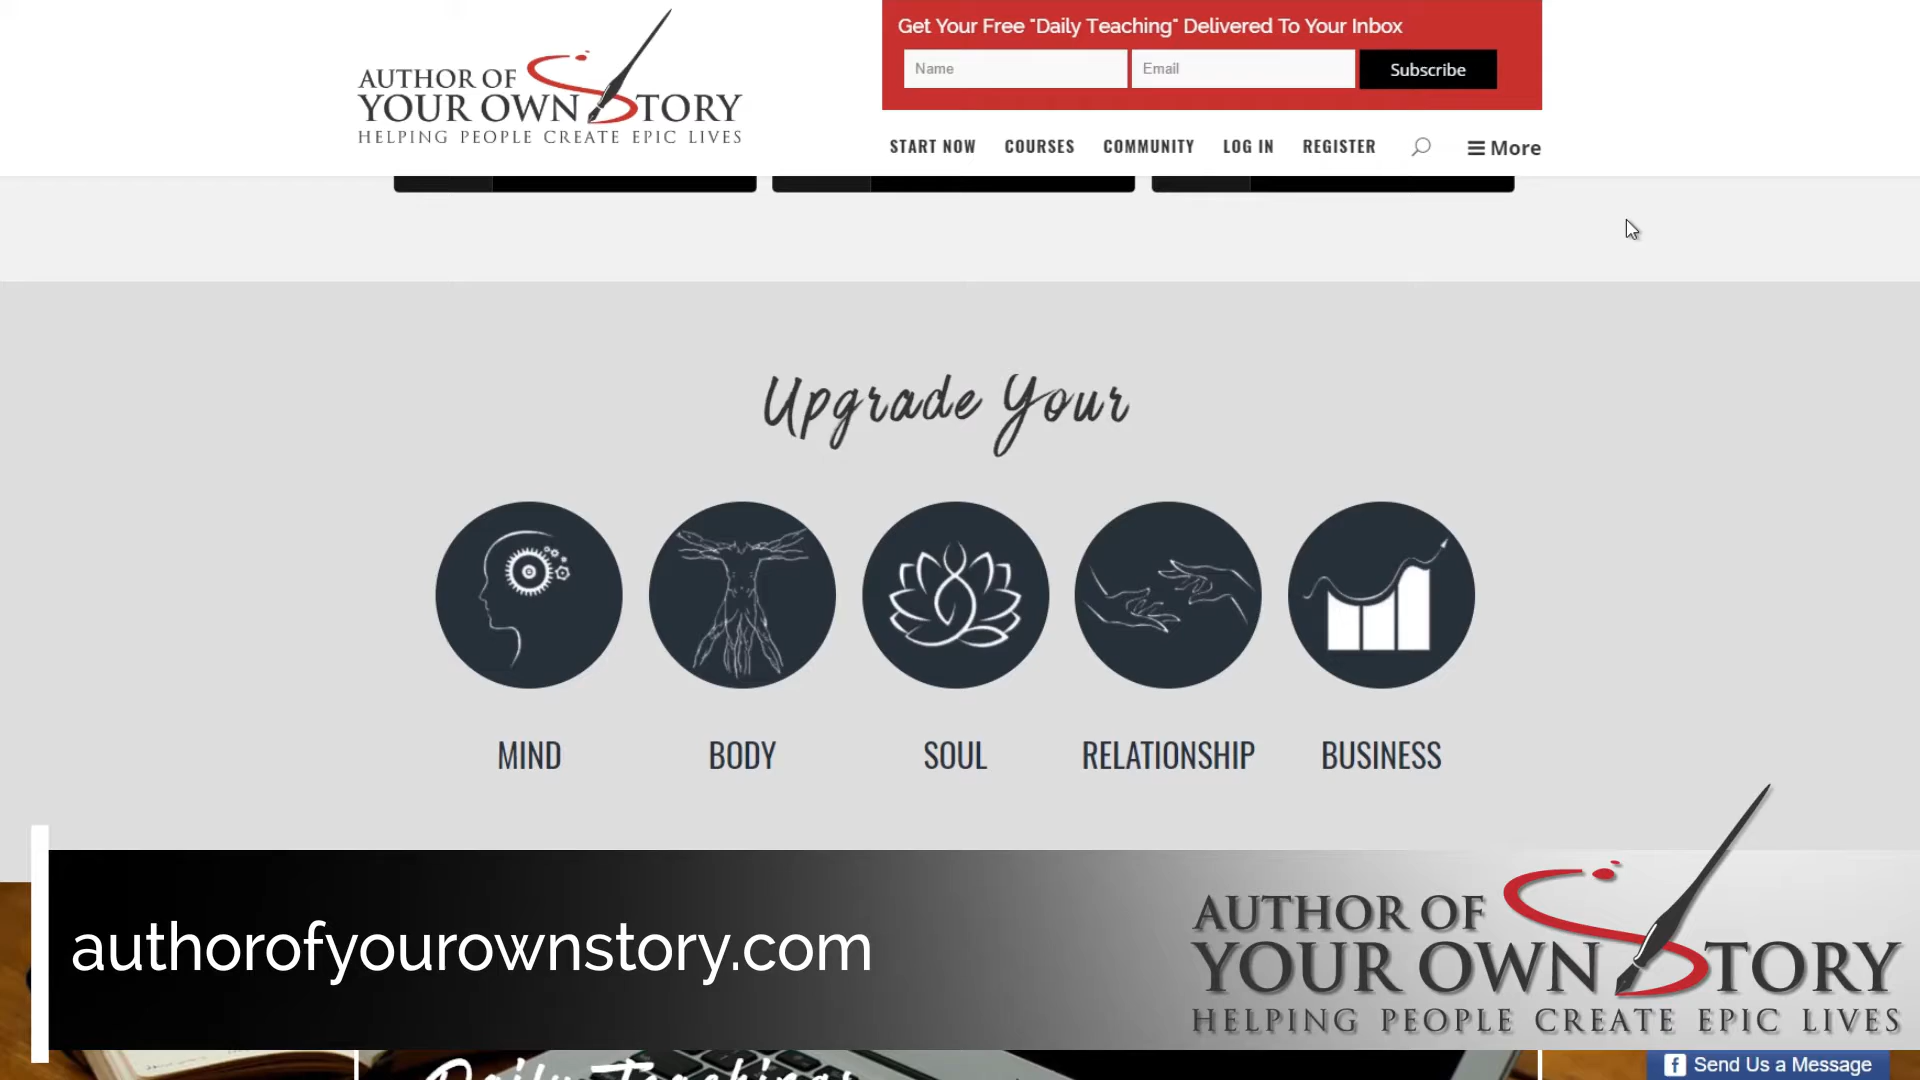 Get Your Free "Daily Teaching" Delivered To Your Inbox
Name
Email
Subscribe
AUTHOR OF
YOUR OWN STORY
HELPING PEOPLE CREATE EPIC LIVES
START NOW
COURSES
COMMUNITY
LOG IN
REGISTER
More
Upgrade Your
MIND
BODY
SOUL
RELATIONSHIP
BUSINESS
authorofyourownstory.com
AUTHOR OF
YOUR OWN STORY
HELPING PEOPLE CREATE EPIC LIVES
Daily Teachings
Send Us a Message